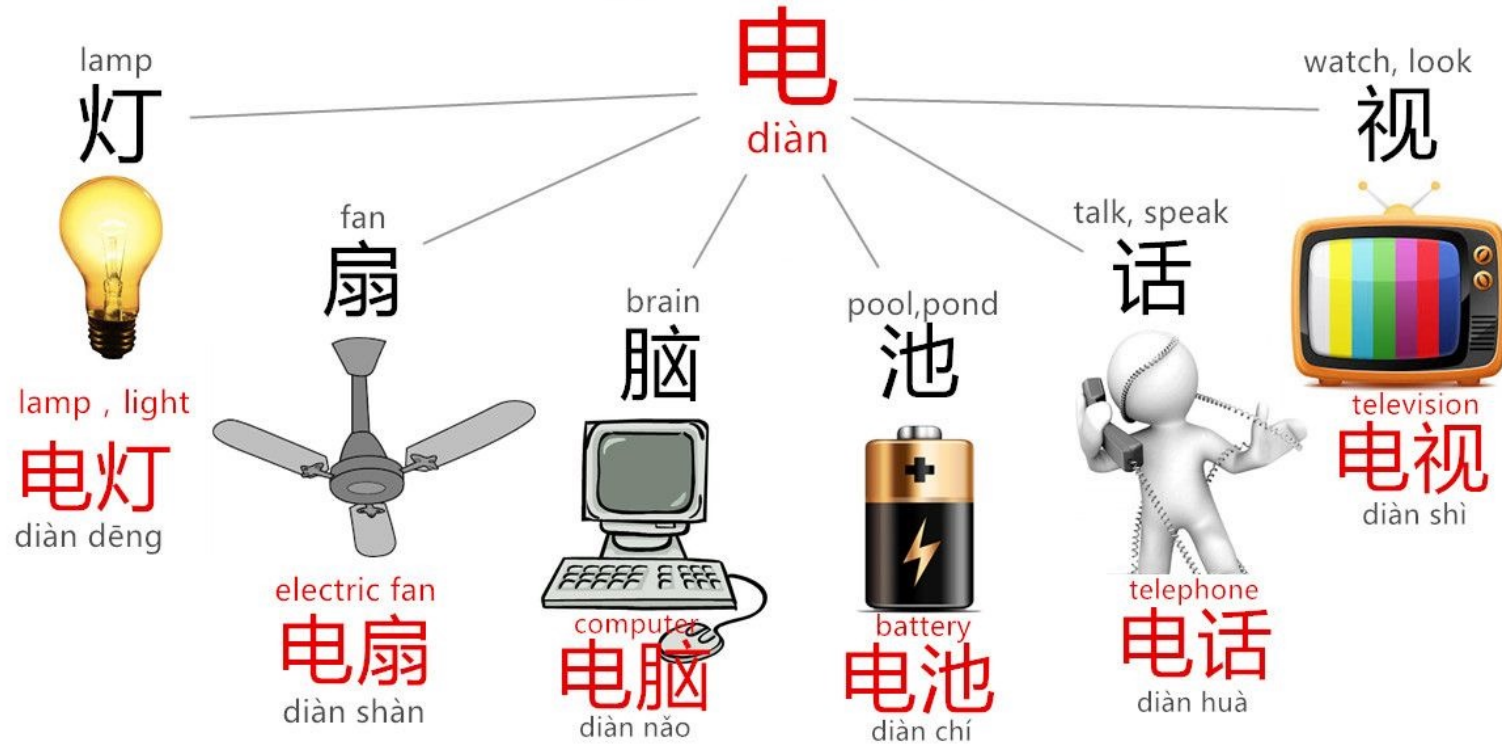 电
diàn
lamp
灯
lamp , light
电灯
diàn dēng
fan
扇
electric fan
电扇
diàn shàn
brain
脑
computer
电脑
diàn nǎo
pool,pond
池
battery
电池
diàn chí
talk, speak
话
telephone
电话
diàn huà
watch, look
视
television
电视
diàn shì